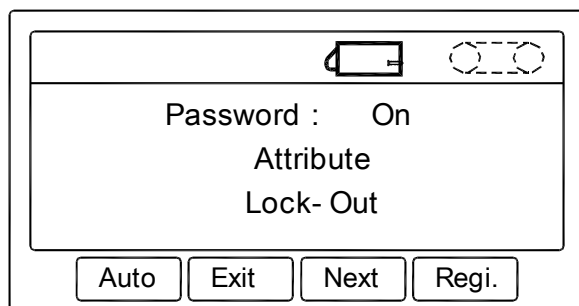 Password : On
Attribute
Lock- Out
Auto Exit Next Regi.